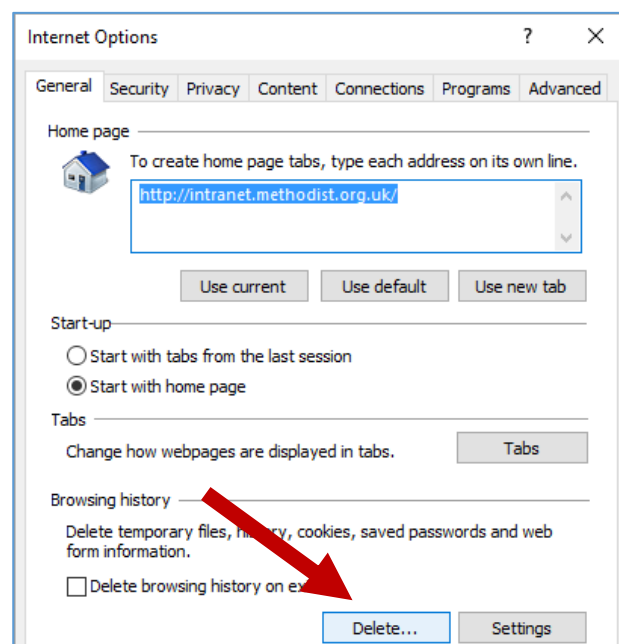 Internet Options ? X
General Security Privacy Content Connections Programs Advanced
Home page
To create home page tabs, type each address on its own line.
http://intranet.methodist.org.uk/
Use current Use default Use new tab
Start-up
Start with tabs from the last session
Start with home page
Tabs
Change how webpages are displayed in tabs. Tabs
Browsing history
Delete temporary files, cookies, saved passwords and web
form information.
Delete browsing history on
Delete... Settings